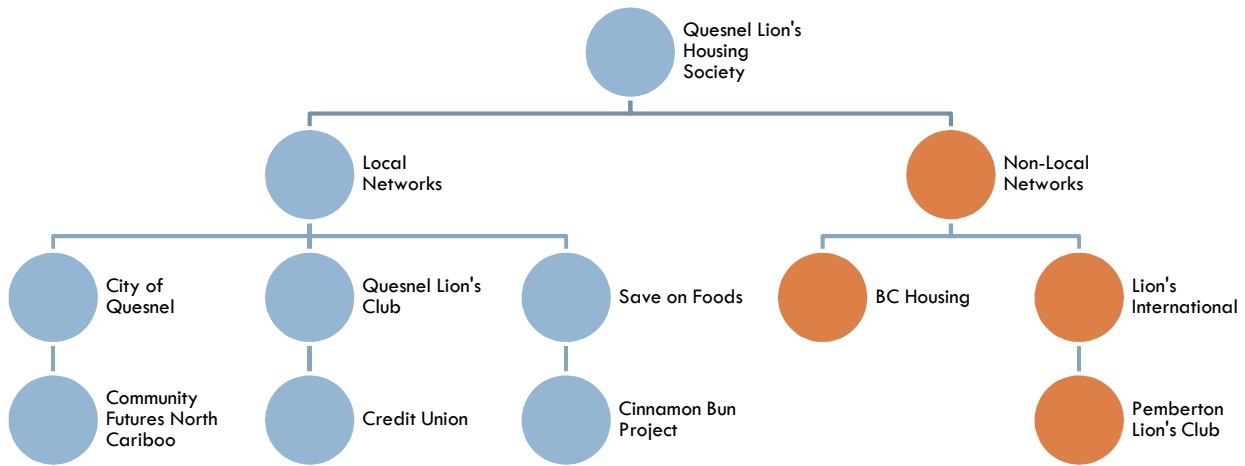 Quesnel Lion's
Housing
Society
Local
Networks
Non-Local
Networks
City of
Quesnel
Quesnel Lion's
Club
Save on Foods
BC Housing
Lion's
International
Community
Futures North
Cariboo
Credit Union
Cinnamon Bun
Project
Pemberton
Lion's Club